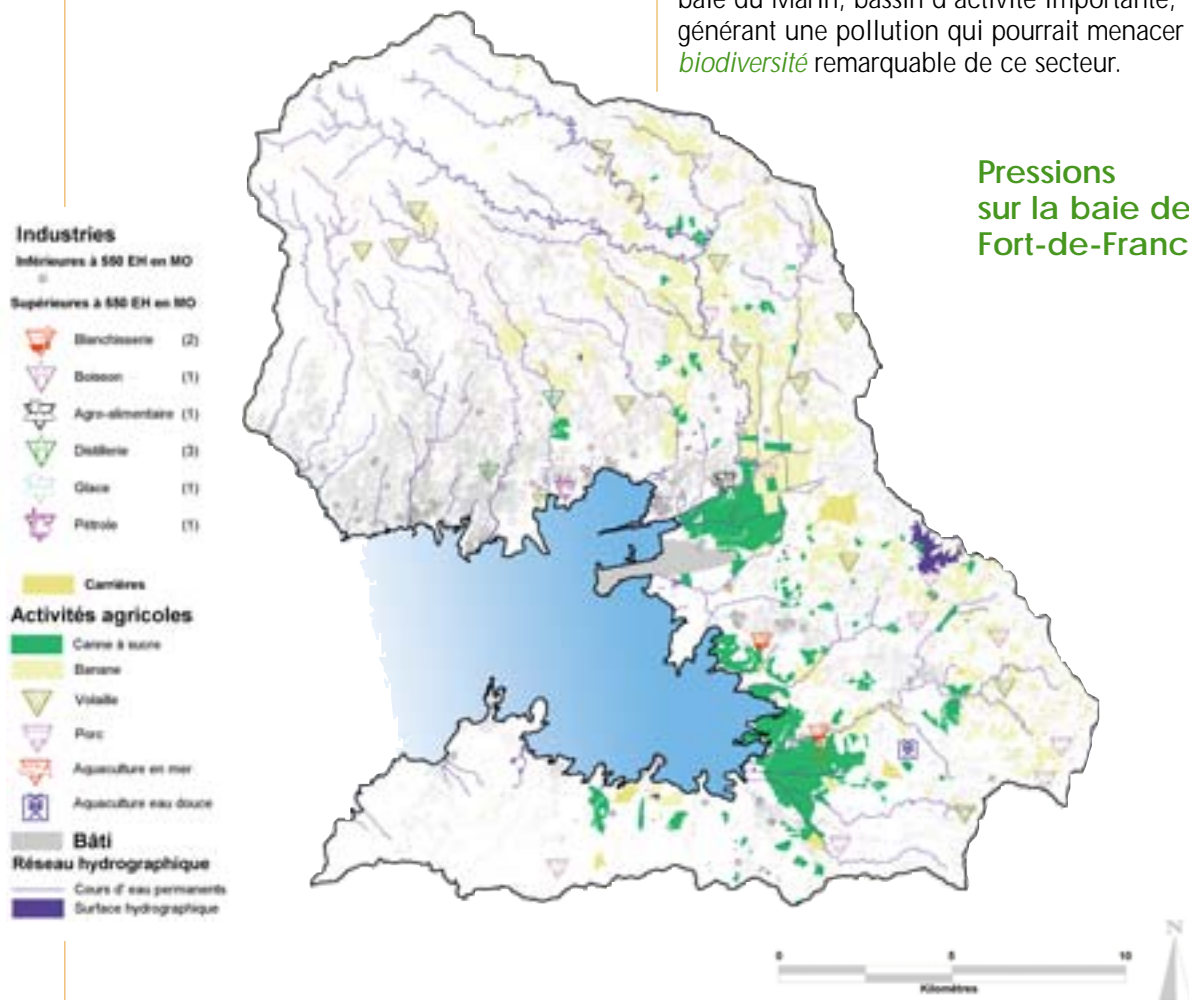 baie du Marin, bassin d'activité importante,
générant une pollution qui pourrait menacer
biodiversité remarquable de ce secteur.
Pressions
sur la baie de
Fort-de-Franc
Industries
Inférieures à 550 EH en MO
Supérieures à 550 EH en MO
Blanchisserie (2)
Boisson (1)
Agro-alimentaire (1)
Distillerie (3)
Glace (1)
Pétrole (1)
Carrières
Activités agricoles
Canne à sucre
Banane
Volaille
Porc
Aquaculture en mer
Aquaculture eau douce
Bâti
Réseau hydrographique
Cours d'eau permanents
Surface hydrographique
0 5 10
Kilomètres
N